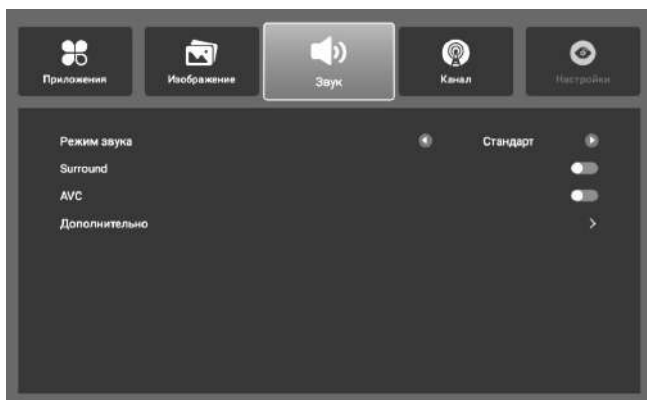 Приложения
Изображение
Звук
Канал
Настройки
Режим звука
Стандарт
Surround
AVC
Дополнительно